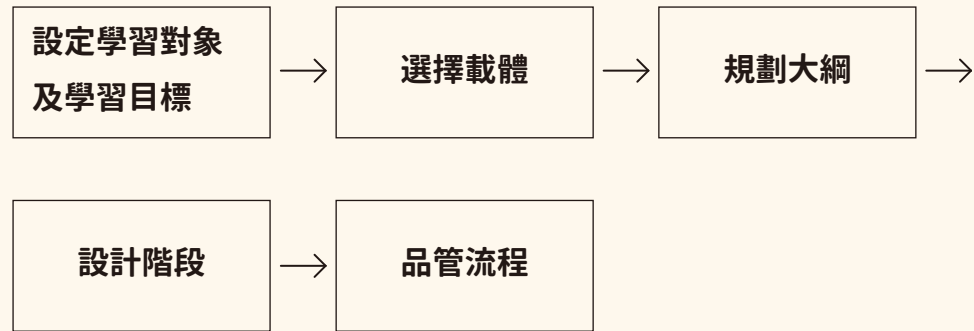 設定學習對象
及學習目標
選擇載體
規劃大綱
設計階段
品管流程